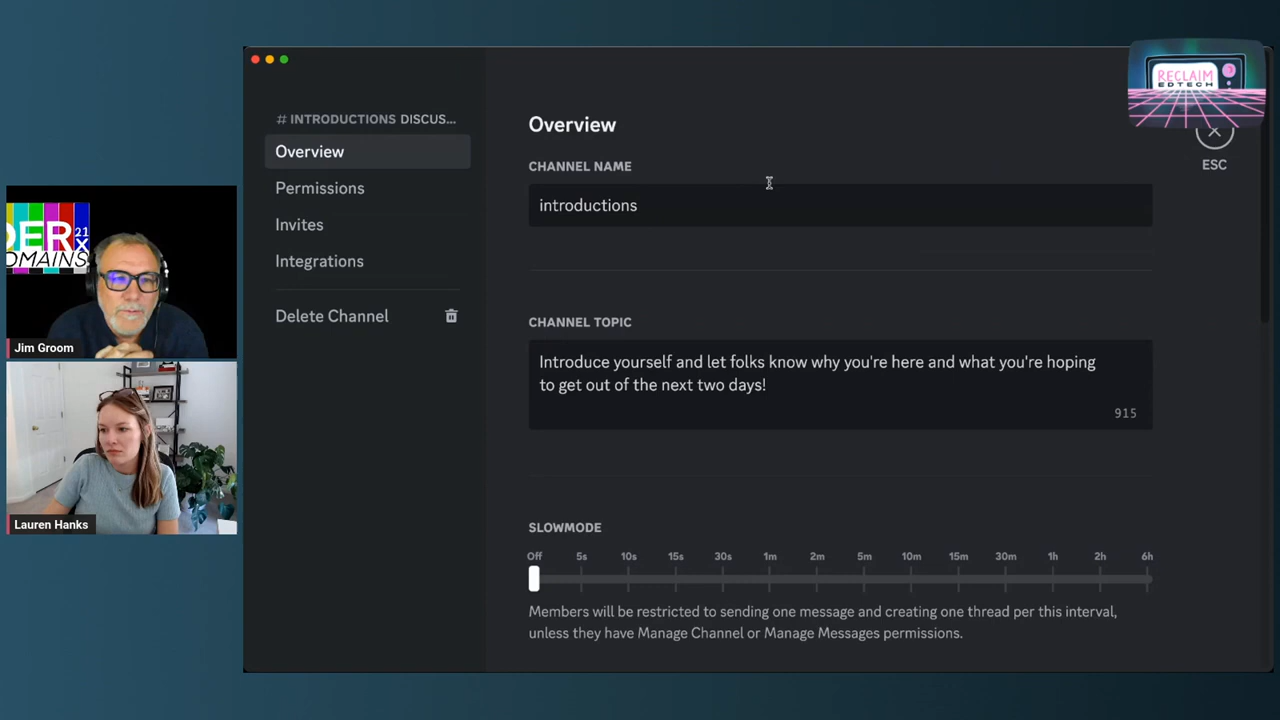 RECLAIM
EDTECH
ESC
# INTRODUCTIONS DISCUS...
Overview
Permissions
Invites
Integrations
Delete Channel
Overview
CHANNEL NAME
introductions
CHANNEL TOPIC
Introduce yourself and let folks know why you're here and what you're hoping
to get out of the next two days!
915
SLOWMODE
Off 5s 10s 15s 30s 1m 2m 5m 10m 15m 30m 1h 2h 6h
Members will be restricted to sending one message and creating one thread per this interval,
unless they have Manage Channel or Manage Messages permissions.
DER 21
X
OMAINS
Jim Groom
Lauren Hanks